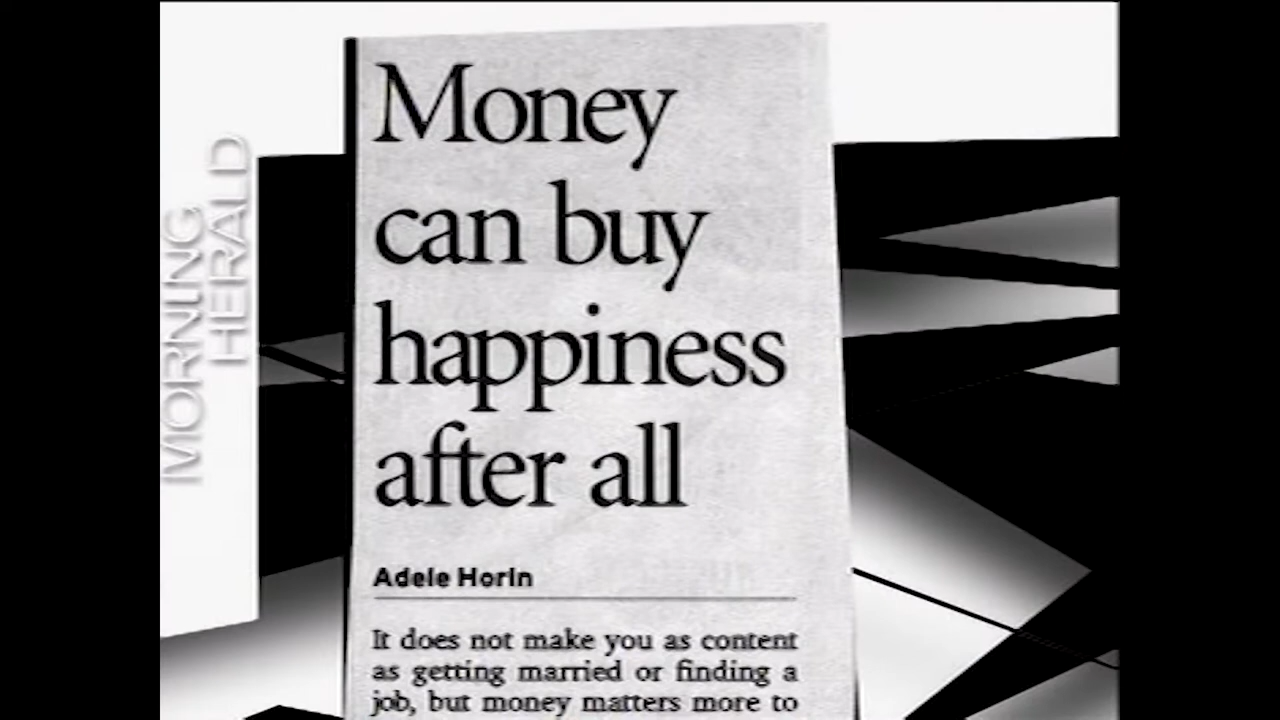 MORNING
HERALD
Money
can buy
happiness
after all
Adele Horin
It does not make you as content
as getting married or finding a
job, but money matters more to